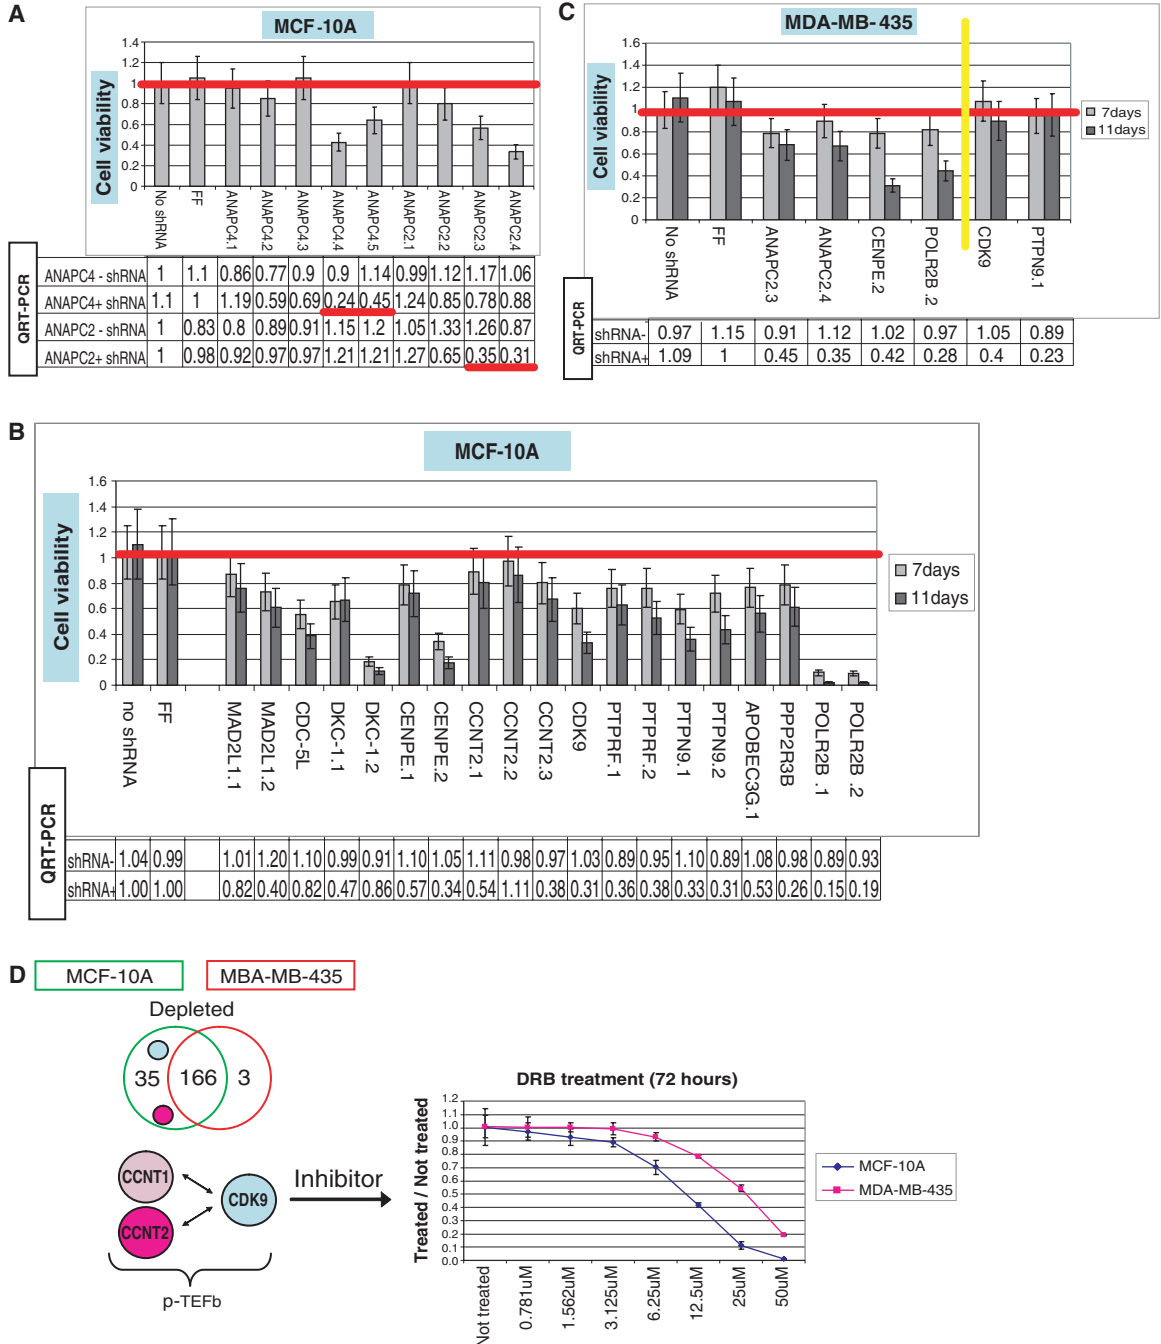 A
MCF-10A
Cell viability
1.4
1.2
1
0.8
0.6
0.4
0.2
0
No shRNA
FF
ANAPC4.1
ANAPC4.2
ANAPC4.3
ANAPC4.4
ANAPC4.5
ANAPC2.1
ANAPC2.2
ANAPC2.3
ANAPC2.4
QRT-PCR
ANAPC4 - shRNA 1 1.1 0.86 0.77 0.9 0.9 1.14 0.99 1.12 1.17 1.06
ANAPC4+ shRNA 1.1 1 1.19 0.59 0.69 0.24 0.45 1.24 0.85 0.78 0.88
ANAPC2 - shRNA 1 0.83 0.8 0.89 0.91 1.15 1.2 1.05 1.33 1.26 0.87
ANAPC2+ shRNA 1 0.98 0.92 0.97 0.97 1.21 1.21 1.27 0.65 0.35 0.31
C
MDA-MB-435
Cell viability
1.6
1.4
1.2
1
0.8
0.6
0.4
0.2
0
7days
11days
No shRNA
FF
ANAPC2.3
ANAPC2.4
CENPE.2
POLR2B .2
CDK9
PTPN9.1
QRT-PCR
shRNA- 0.97 1.15 0.91 1.12 1.02 0.97 1.05 0.89
shRNA+ 1.09 1 0.45 0.35 0.42 0.28 0.4 0.23
B
MCF-10A
Cell viability
1.6
1.4
1.2
1
0.8
0.6
0.4
0.2
0
7days
11days
no shRNA
FF
MAD2L1.1
MAD2L1.2
CDC-5L
DKC-1.1
DKC-1.2
CENPE.1
CENPE.2
CCNT2.1
CCNT2.2
CCNT2.3
CDK9
PTPRF.1
PTPRF.2
PTPN9.1
PTPN9.2
APOBEC3G.1
PPP2R3B
POLR2B .1
POLR2B .2
QRT-PCR
shRNA- 1.04 0.99 1.01 1.20 1.10 0.99 0.91 1.10 1.05 1.11 0.98 0.97 1.03 0.89 0.95 1.10 0.89 1.08 0.98 0.89 0.93
shRNA+ 1.00 1.00 0.82 0.40 0.82 0.47 0.86 0.57 0.34 0.54 1.11 0.38 0.31 0.36 0.38 0.33 0.31 0.53 0.26 0.15 0.19
D
MCF-10A
MBA-MB-435
Depleted
35 166 3
CCNT1
CCNT2
CDK9
p-TEFb
Inhibitor
DRB treatment (72 hours)
Treated / Not treated
1.2
1.1
1.0
0.9
0.8
0.7
0.6
0.5
0.4
0.3
0.2
0.1
0.0
Not treated
0.781uM
1.562uM
3.125uM
6.25uM
12.5uM
25uM
50uM
MCF-10A
MDA-MB-435